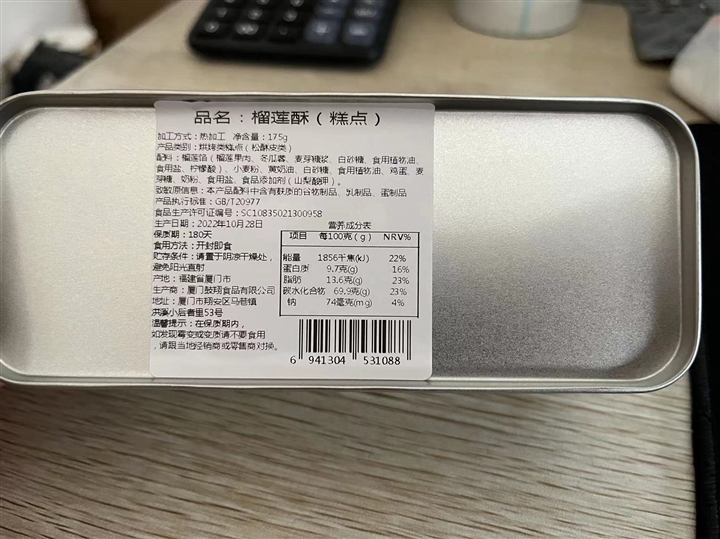 品名：榴莲酥（糕点）
加工方式：热加工 净含量：175g
产品类别：烘烤类糕点（松酥皮类）
配料：榴莲馅（榴莲果肉、冬瓜蓉、麦芽糖浆、白砂糖、食用植物油、
食用盐、柠檬酸）、小麦粉、黄奶油、白砂糖、食用植物油、鸡蛋、麦
芽糖、奶粉、食用盐、食品添加剂（山梨酸钾）。
致敏原信息：本产品配料中含有麸质的谷物制品、乳制品、蛋制品
产品执行标准：GB/T20977
食品生产许可证编号：SC10835021300958
生产日期：2022年10月28日
保质期：180天
食用方法：开封即食
贮存条件：请置于阴凉干燥处，
避免阳光直射
产地：福建省厦门市
生产商：厦门鼓翔食品有限公司
地址：厦门市翔安区马巷镇
洪溪小后者里53号
温馨提示：在保质期内，
如发现霉变或变质请不要食用
，请跟当地经销商或零售商对换。
营养成分表
项目 每100克(g) NRV%
能量 1856千焦(kJ) 22%
蛋白质 9.7克(g) 16%
脂肪 13.6克(g) 23%
碳水化合物 69.9克(g) 23%
钠 74毫克(mg) 4%
6 941304 531088